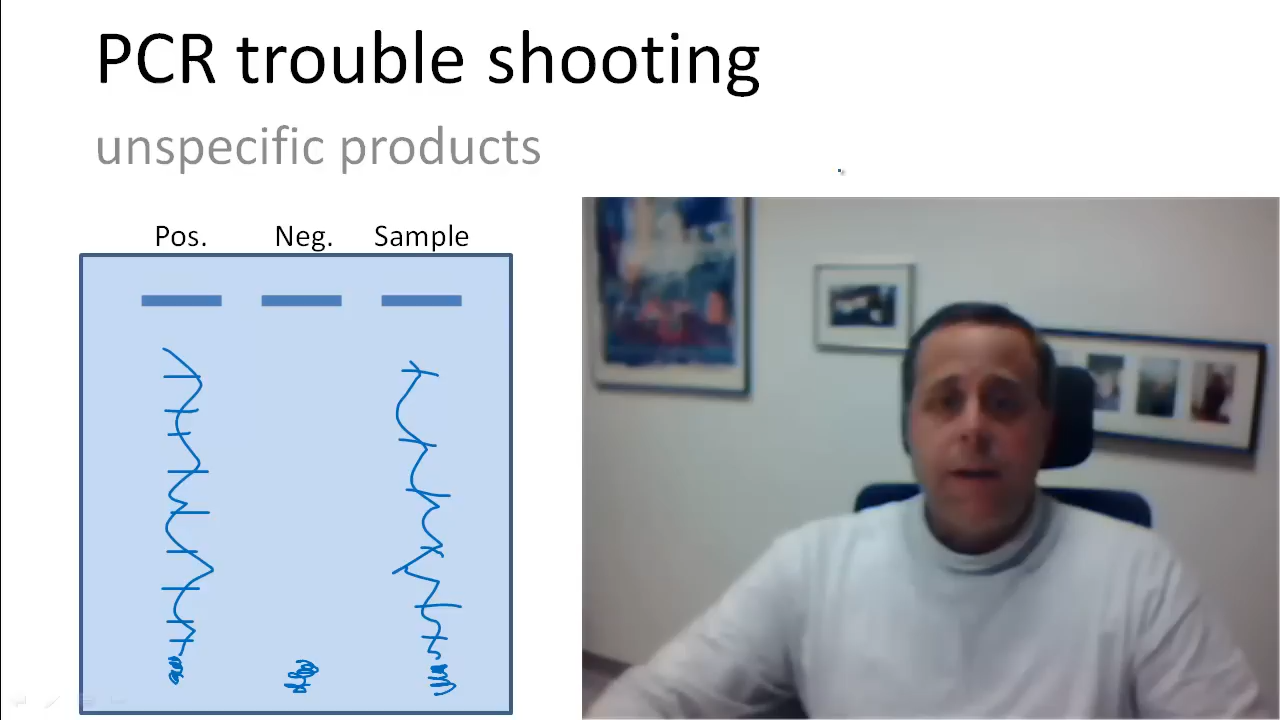 PCR trouble shooting
unspecific products
Pos. Neg. Sample